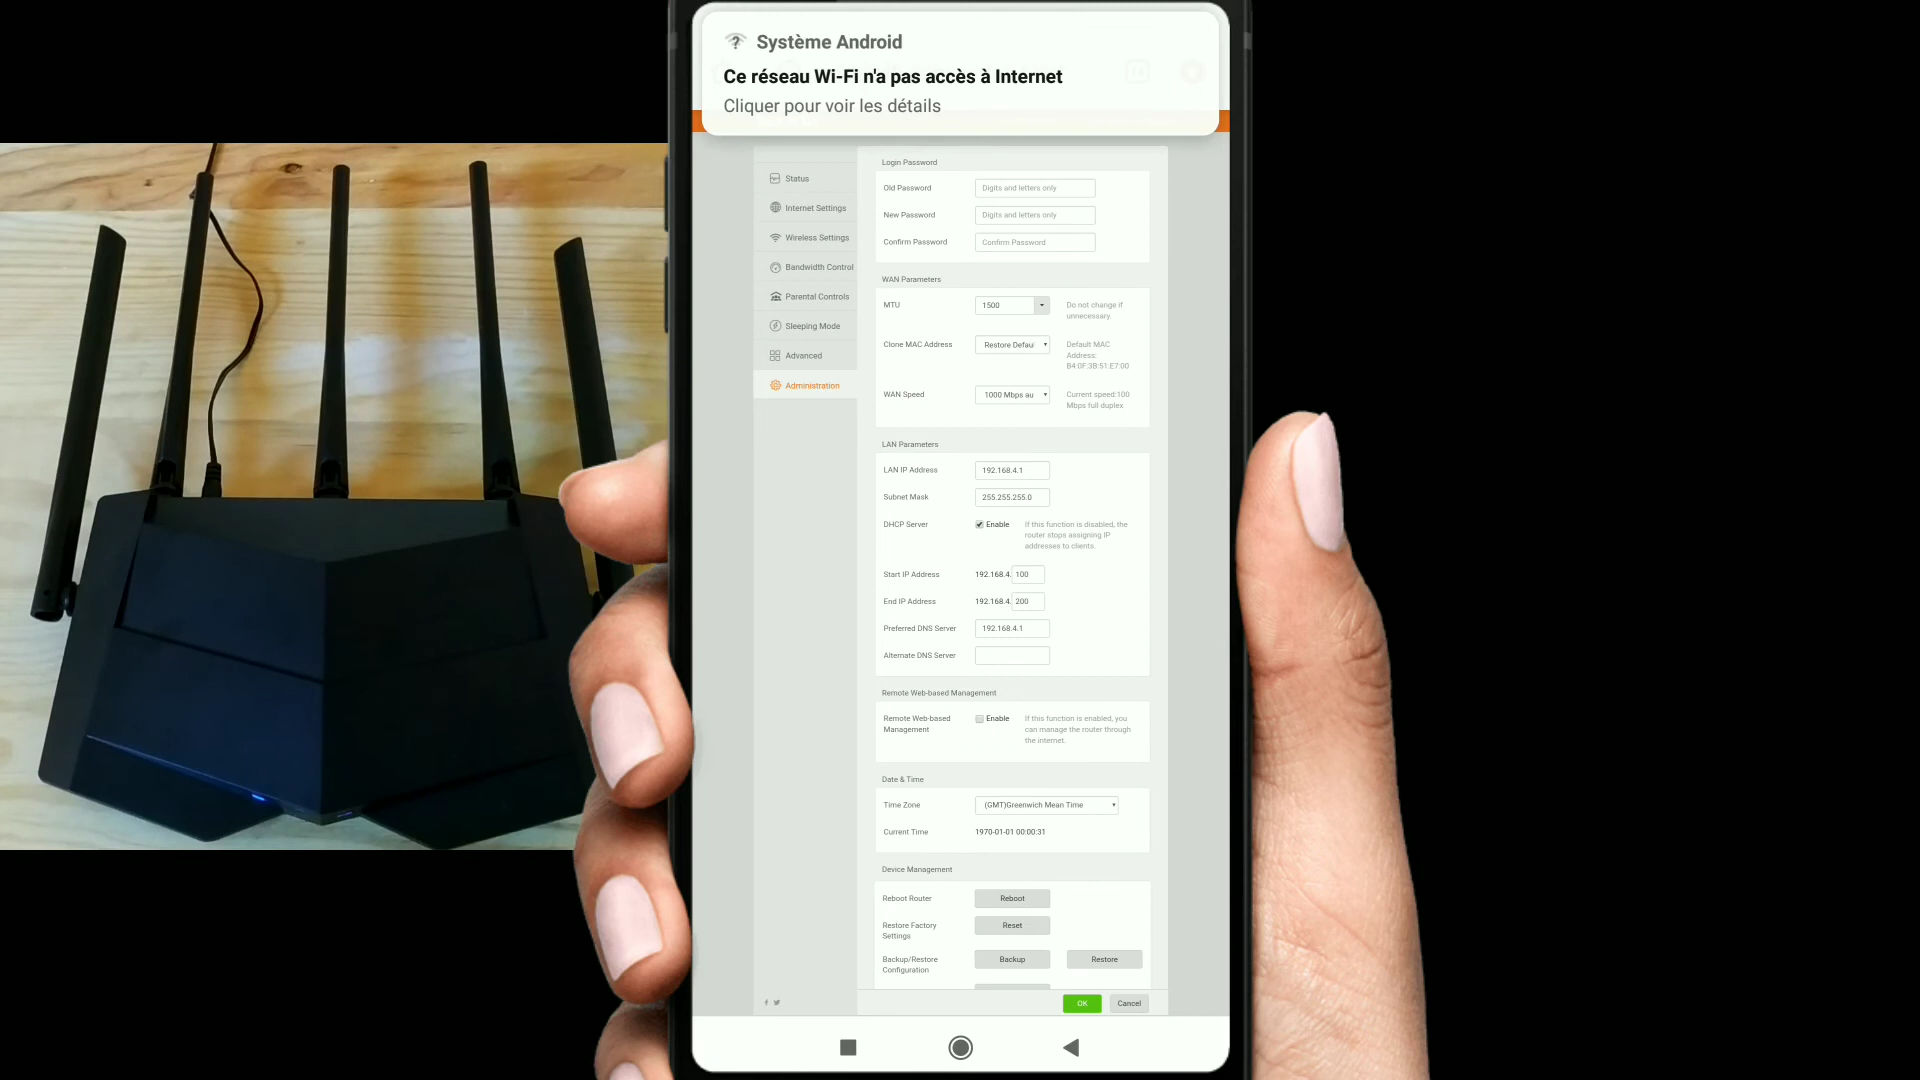 Système Android
Ce réseau Wi-Fi n'a pas accès à Internet
Cliquer pour voir les détails
Status
Internet Settings
Wireless Settings
Bandwidth Control
Parental Controls
Sleeping Mode
Advanced
Administration
Login Password
Old Password Digits and letters only
New Password Digits and letters only
Confirm Password Confirm Password
WAN Parameters
MTU 1500 Do not change if
unnecessary.
Clone MAC Address Restore Defau Default MAC
Address:
B4:0F:3B:51:E7:00
WAN Speed 1000 Mbps au Current speed:100
Mbps full duplex
LAN Parameters
LAN IP Address 192.168.4.1
Subnet Mask 255.255.255.0
DHCP Server Enable If this function is disabled, the
router stops assigning IP
addresses to clients.
Start IP Address 192.168.4. 100
End IP Address 192.168.4. 200
Preferred DNS Server 192.168.4.1
Alternate DNS Server
Remote Web-based Management
Remote Web-based Enable If this function is enabled, you
Management can manage the router through
the internet.
Date & Time
Time Zone (GMT)Greenwich Mean Time
Current Time 1970-01-01 00:00:31
Device Management
Reboot Router Reboot
Restore Factory Reset
Settings
Backup/Restore Backup Restore
Configuration
OK Cancel